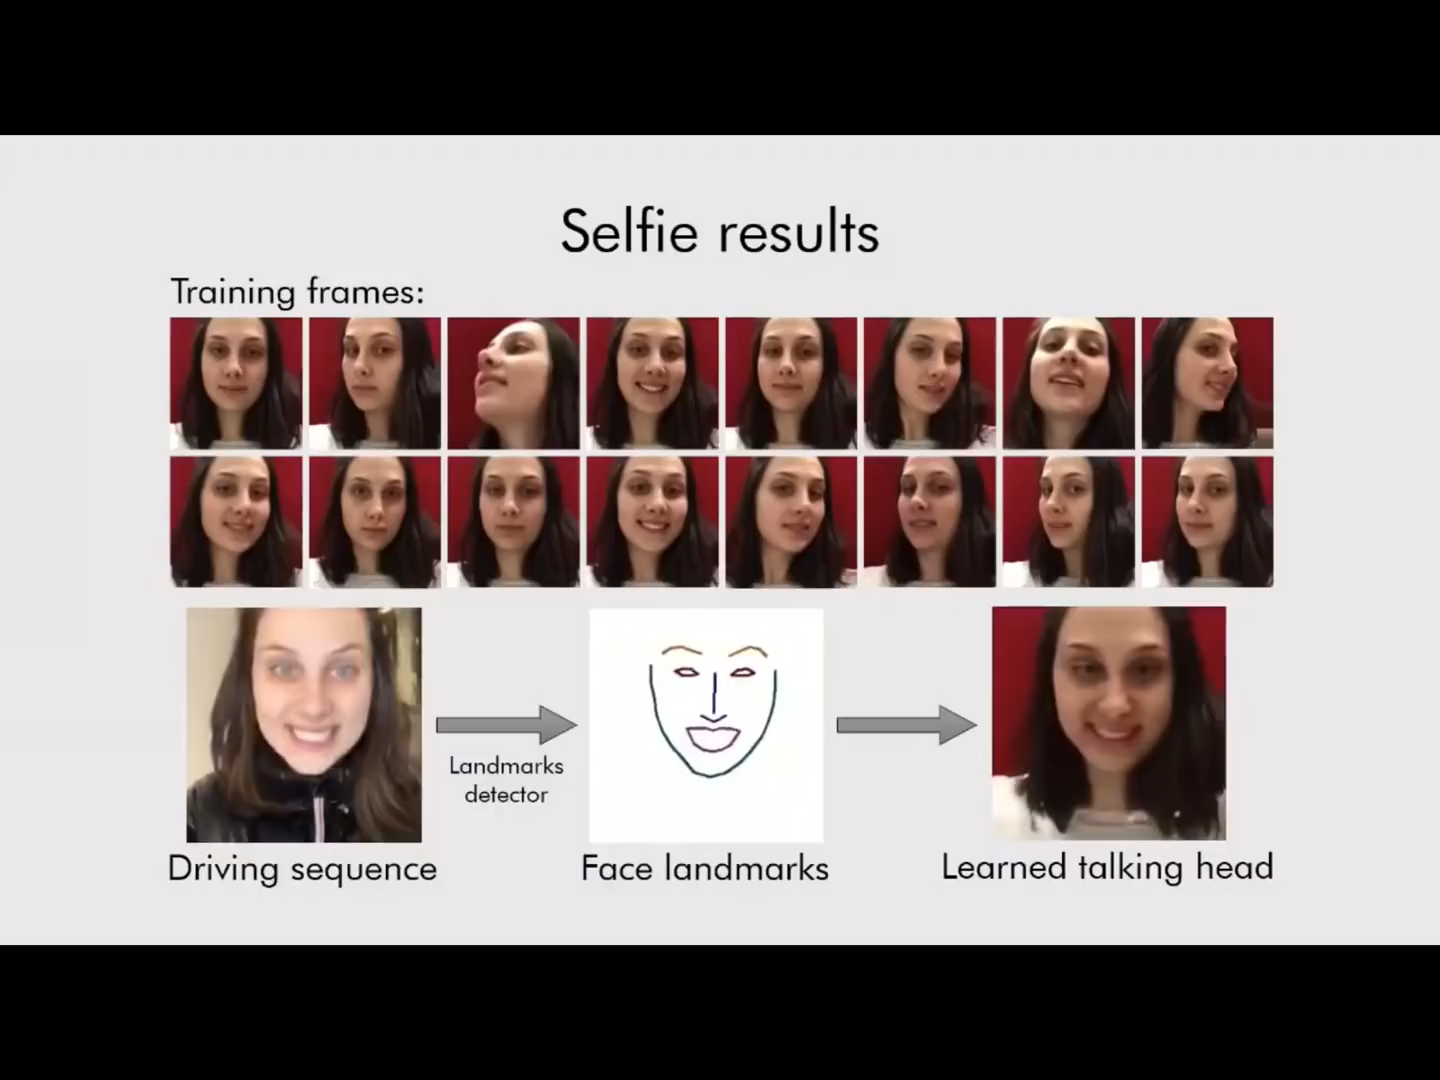 Selfie results
Training frames:
Landmarks
detector
Driving sequence
Face landmarks
Learned talking head